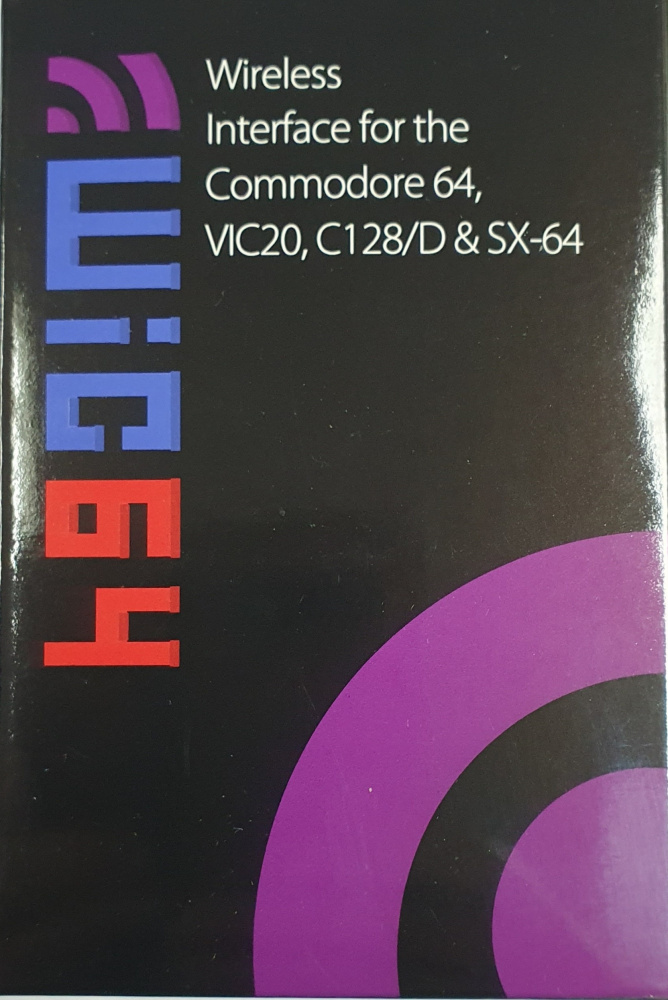 WiC64
Wireless
Interface for the
Commodore 64,
VIC20, C128/D & SX-64